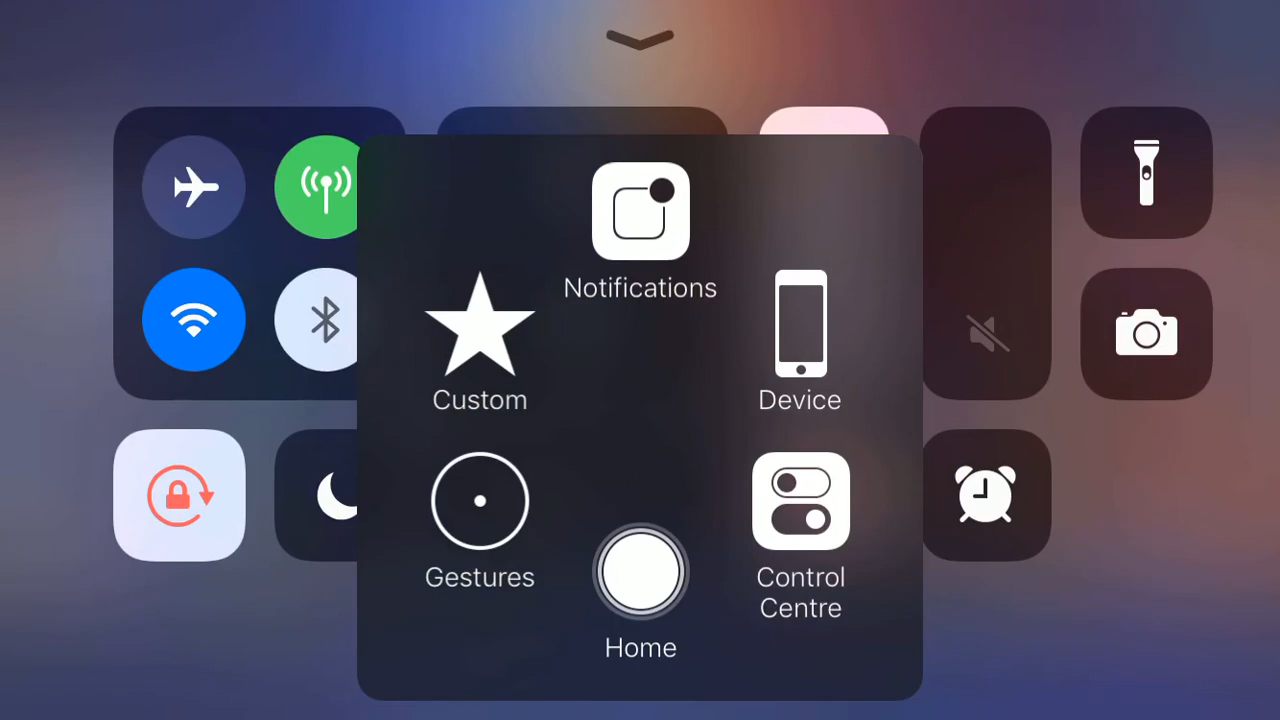 Notifications
Custom
Device
Gestures
Control
Centre
Home